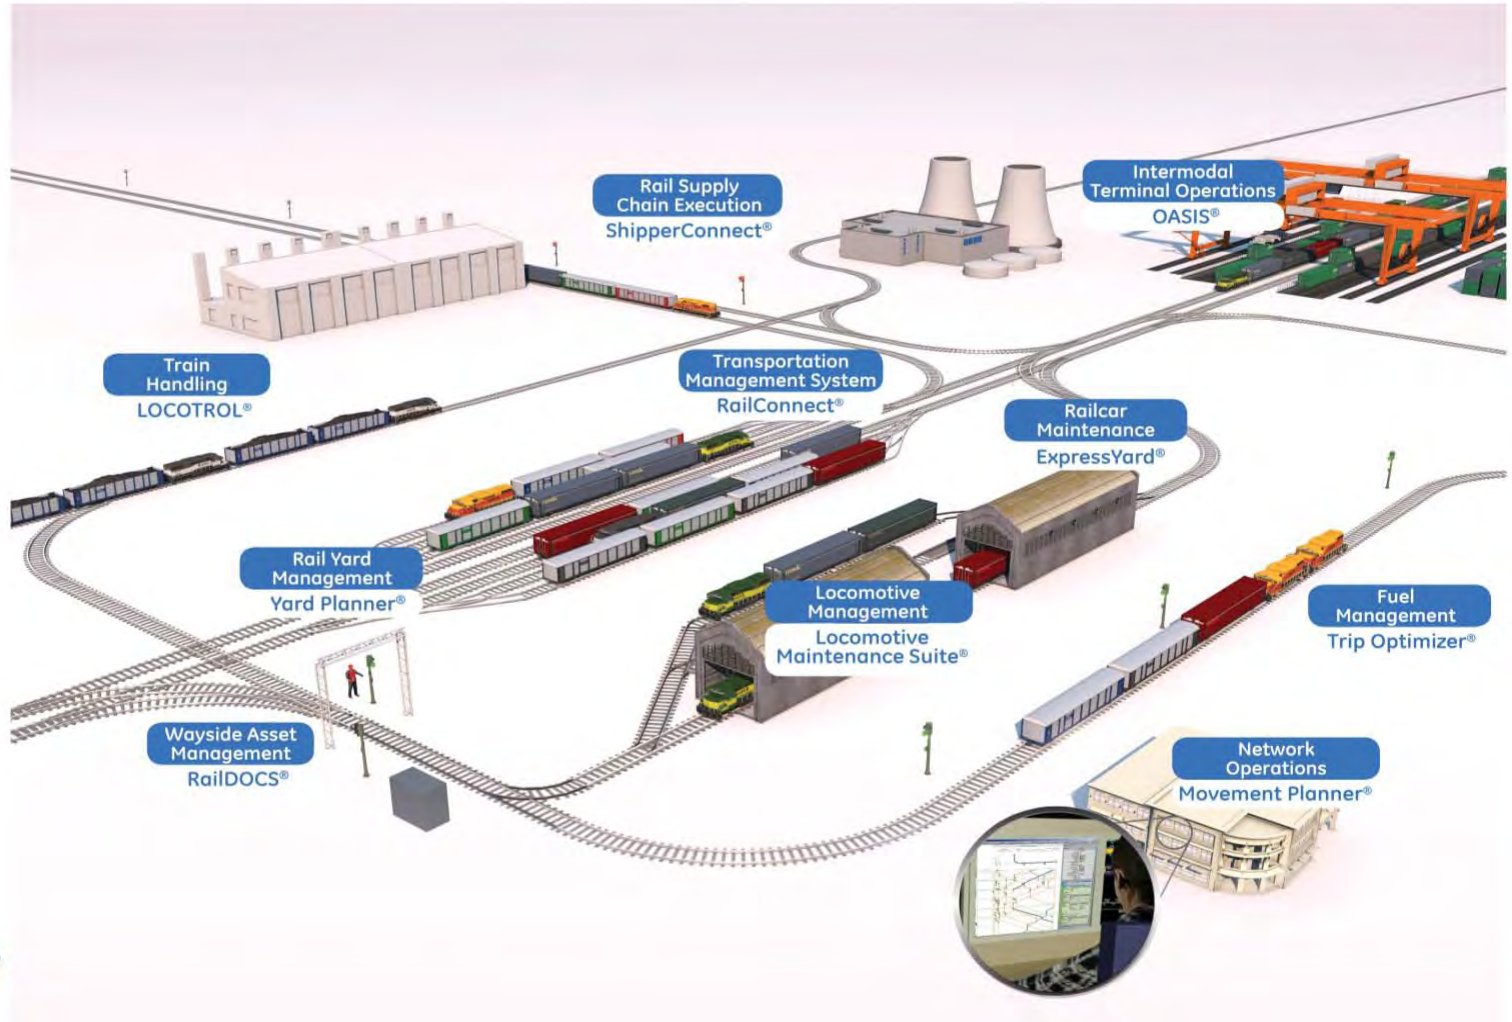 Rail Supply
Chain Execution
ShipperConnect®
Intermodal
Terminal Operations
OASIS®
Train
Handling
LOCOTROL®
Transportation
Management System
RailConnect®
Railcar
Maintenance
ExpressYard®
Rail Yard
Management
Yard Planner®
Locomotive
Management
Locomotive
Maintenance Suite®
Fuel
Management
Trip Optimizer®
Wayside Asset
Management
RailDOCS®
Network
Operations
Movement Planner®